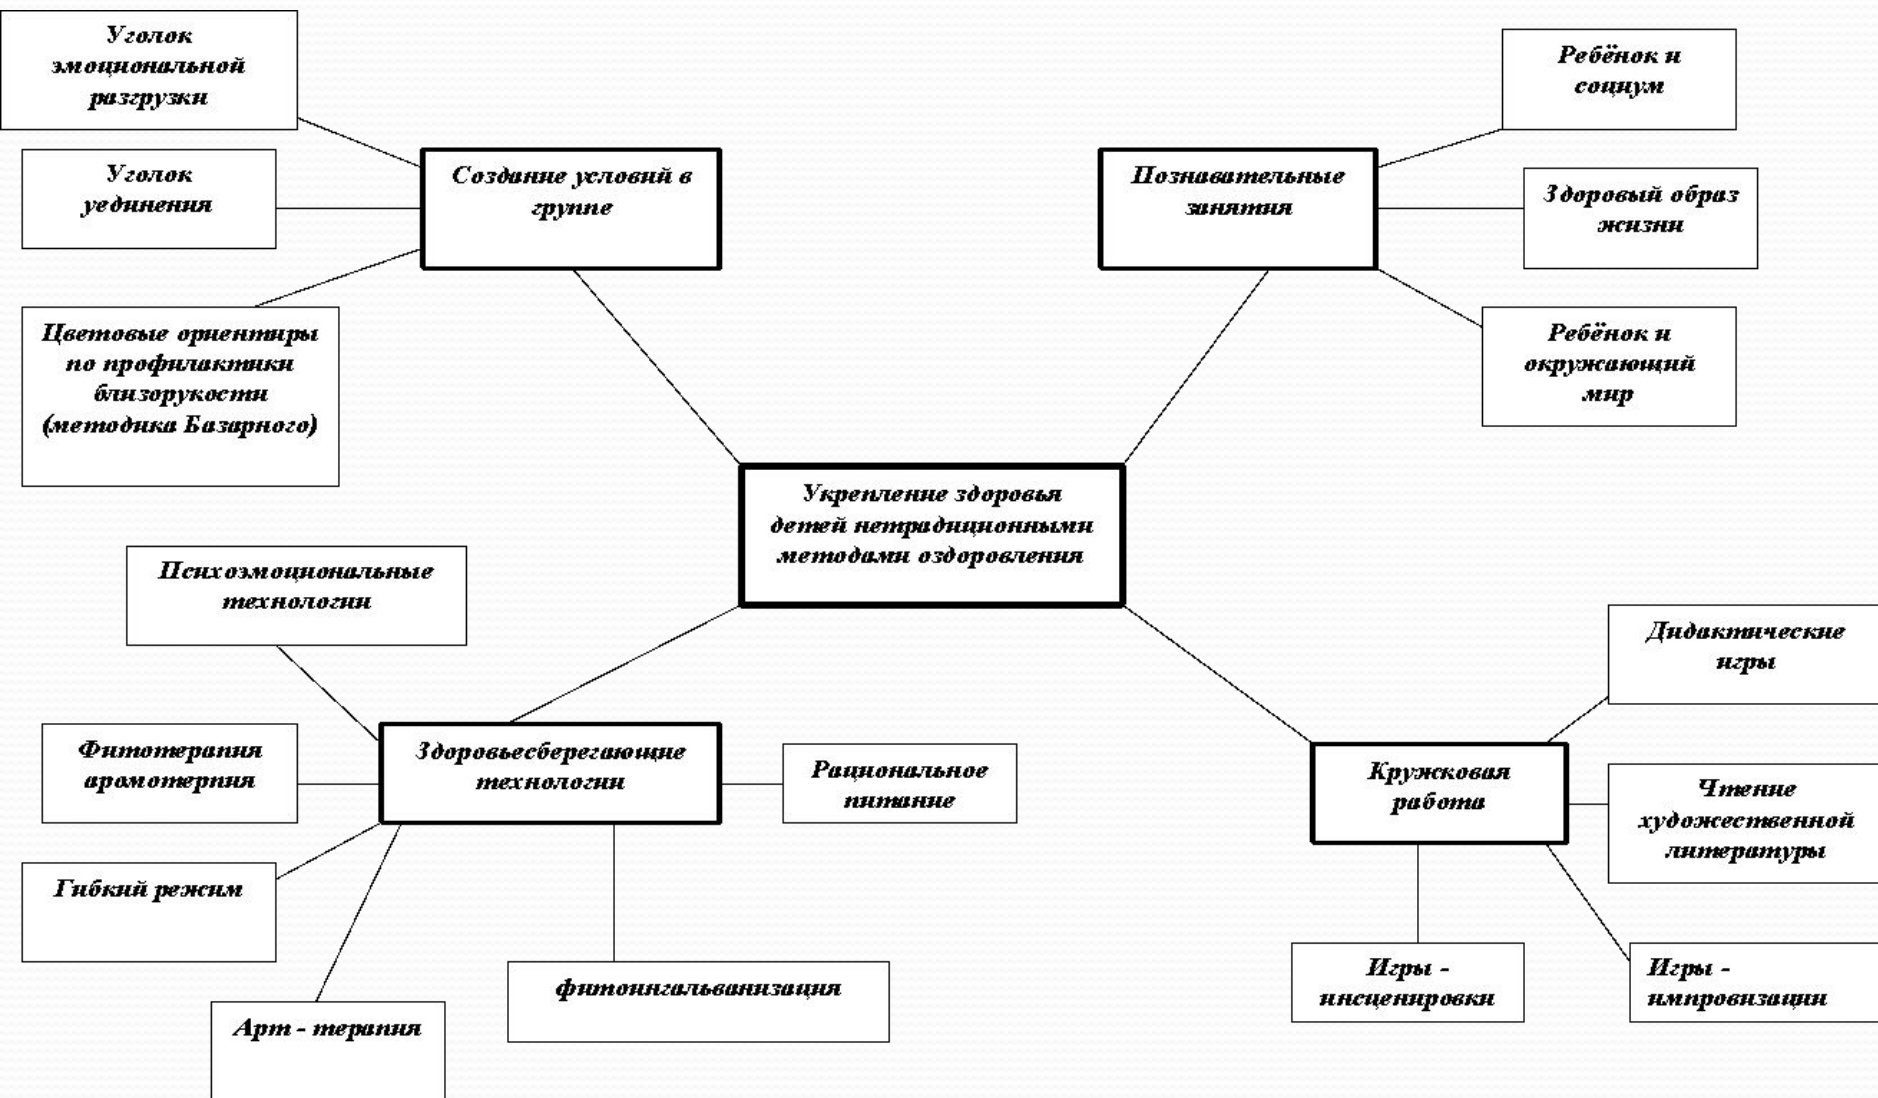 Уголок
эмоциональной
разгрузки
Уголок
уединения
Цветовые ориентиры
по профилактики
близорукости
(методика Базарного)
Создание условий в
группе
Познавательные
занятия
Ребёнок и
социум
Здоровый образ
жизни
Ребёнок и
окружающий
мир
Укрепление здоровья
детей нетрадиционными
методами оздоровления
Психоэмоциональные
технологии
Фитотерапия
аромотерпия
Гибкий режим
Арт - терапия
Здоровьесберегающие
технологии
Рациональное
питание
фитоингальванизация
Кружковая
работа
Дидактические
игры
Чтение
художественной
литературы
Игры -
инсценировки
Игры -
импровизации